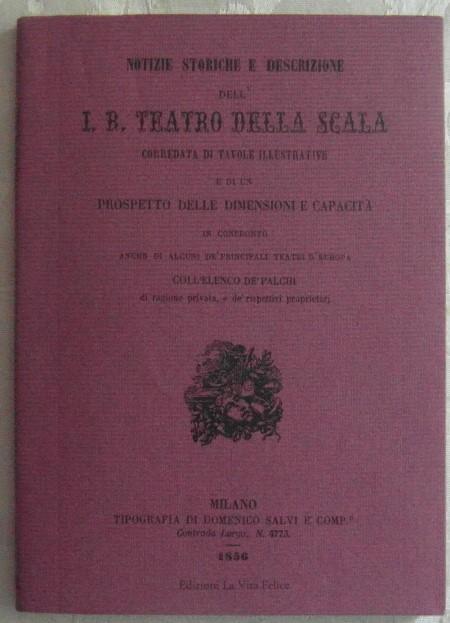 NOTIZIE STORICHE E DESCRIZIONE
DELL'
I. R. TEATRO DELLA SCALA
CORREDATA DI TAVOLE ILLUSTRATIVE
E DI UN
PROSPETTO DELLE DIMENSIONI E CAPACITÀ
IN CONFRONTO
ANCHE DI ALCUNI DE' PRINCIPALI TEATRI D'EUROPA
COLL'ELENCO DE' PALCHI
di ragione privata, e de' rispettivi proprietarj
MILANO
TIPOGRAFIA DI DOMENICO SALVI E COMP.°
Contrada Larga, N. 4773.
1856
Edizioni La Vita Felice